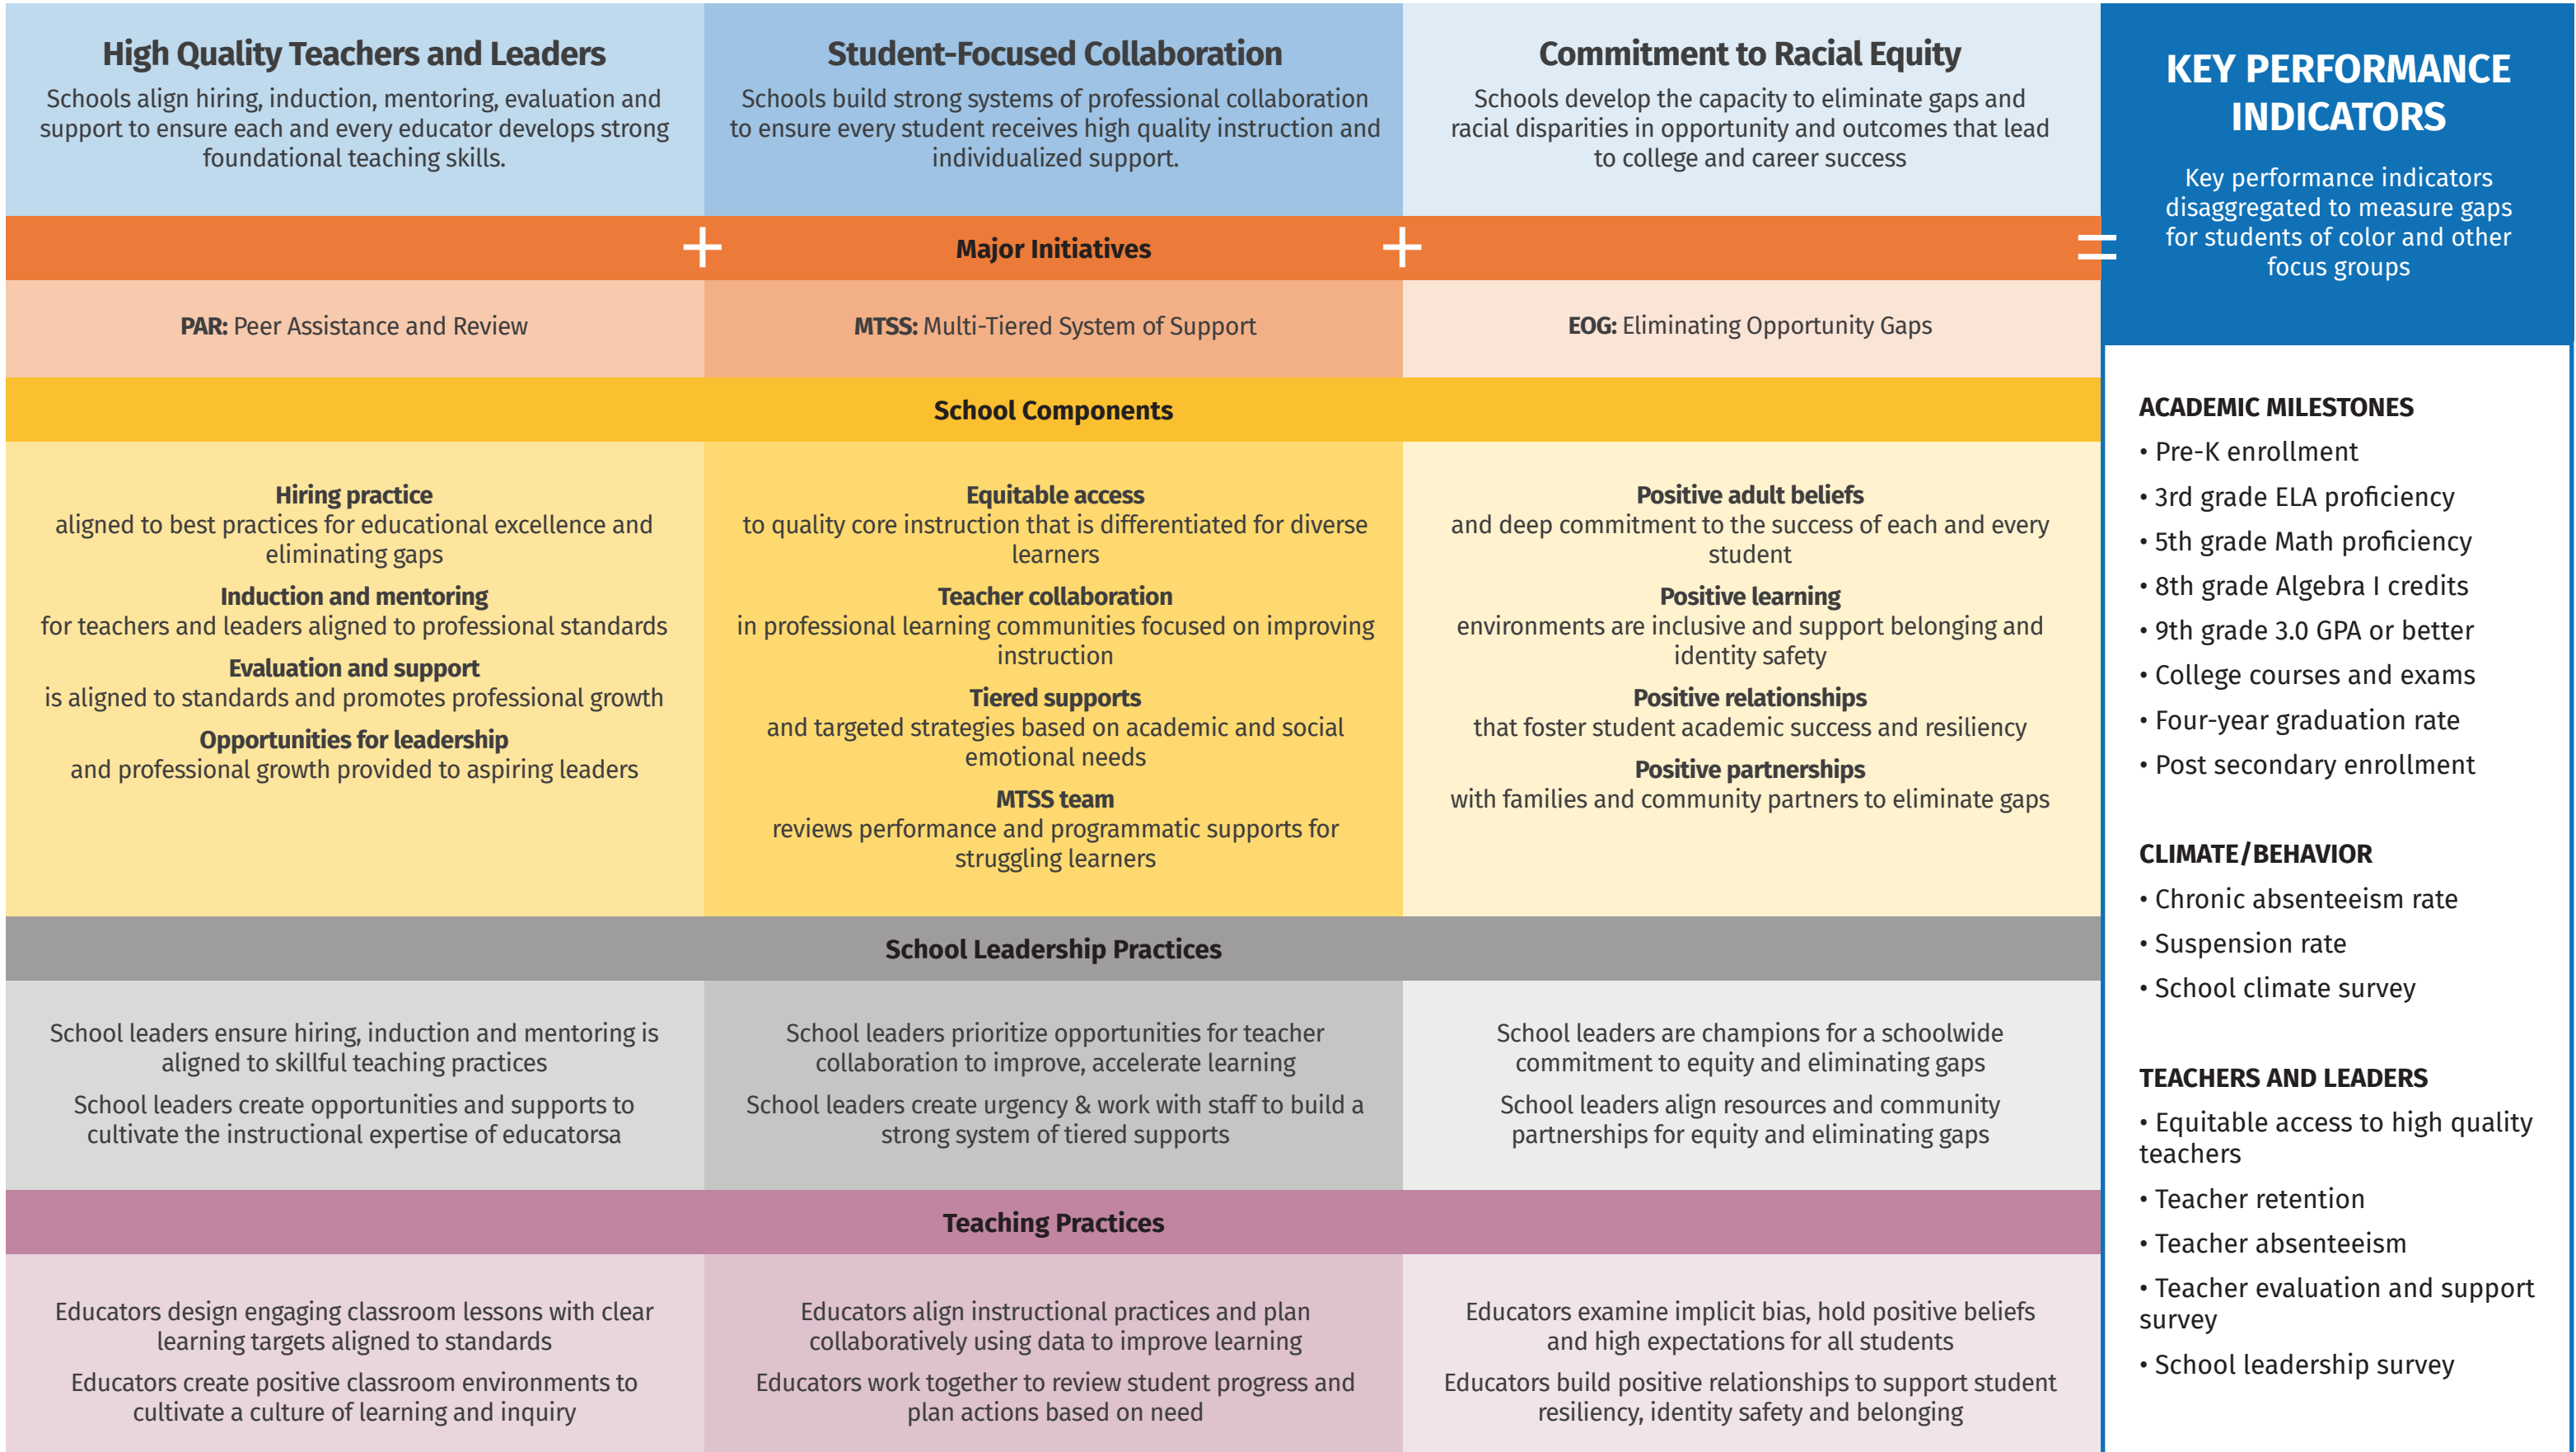 High Quality Teachers and Leaders
Schools align hiring, induction, mentoring, evaluation and
support to ensure each and every educator develops strong
foundational teaching skills.
Student-Focused Collaboration
Schools build strong systems of professional collaboration
to ensure every student receives high quality instruction and
individualized support.
Commitment to Racial Equity
Schools develop the capacity to eliminate gaps and
racial disparities in opportunity and outcomes that lead
to college and career success
+
Major Initiatives
+
=
PAR: Peer Assistance and Review
MTSS: Multi-Tiered System of Support
EOG: Eliminating Opportunity Gaps
School Components
Hiring practice
aligned to best practices for educational excellence and
eliminating gaps
Induction and mentoring
for teachers and leaders aligned to professional standards
Evaluation and support
is aligned to standards and promotes professional growth
Opportunities for leadership
and professional growth provided to aspiring leaders
Equitable access
to quality core instruction that is differentiated for diverse
learners
Teacher collaboration
in professional learning communities focused on improving
instruction
Tiered supports
and targeted strategies based on academic and social
emotional needs
MTSS team
reviews performance and programmatic supports for
struggling learners
Positive adult beliefs
and deep commitment to the success of each and every
student
Positive learning
environments are inclusive and support belonging and
identity safety
Positive relationships
that foster student academic success and resiliency
Positive partnerships
with families and community partners to eliminate gaps
School Leadership Practices
School leaders ensure hiring, induction and mentoring is
aligned to skillful teaching practices
School leaders create opportunities and supports to
cultivate the instructional expertise of educatorsa
School leaders prioritize opportunities for teacher
collaboration to improve, accelerate learning
School leaders create urgency & work with staff to build a
strong system of tiered supports
School leaders are champions for a schoolwide
commitment to equity and eliminating gaps
School leaders align resources and community
partnerships for equity and eliminating gaps
Teaching Practices
Educators design engaging classroom lessons with clear
learning targets aligned to standards
Educators create positive classroom environments to
cultivate a culture of learning and inquiry
Educators align instructional practices and plan
collaboratively using data to improve learning
Educators work together to review student progress and
plan actions based on need
Educators examine implicit bias, hold positive beliefs
and high expectations for all students
Educators build positive relationships to support student
resiliency, identity safety and belonging
KEY PERFORMANCE
INDICATORS
Key performance indicators
disaggregated to measure gaps
for students of color and other
focus groups
ACADEMIC MILESTONES
• Pre-K enrollment
• 3rd grade ELA proficiency
• 5th grade Math proficiency
• 8th grade Algebra I credits
• 9th grade 3.0 GPA or better
• College courses and exams
• Four-year graduation rate
• Post secondary enrollment
CLIMATE/BEHAVIOR
• Chronic absenteeism rate
• Suspension rate
• School climate survey
TEACHERS AND LEADERS
• Equitable access to high quality
teachers
• Teacher retention
• Teacher absenteeism
• Teacher evaluation and support
survey
• School leadership survey